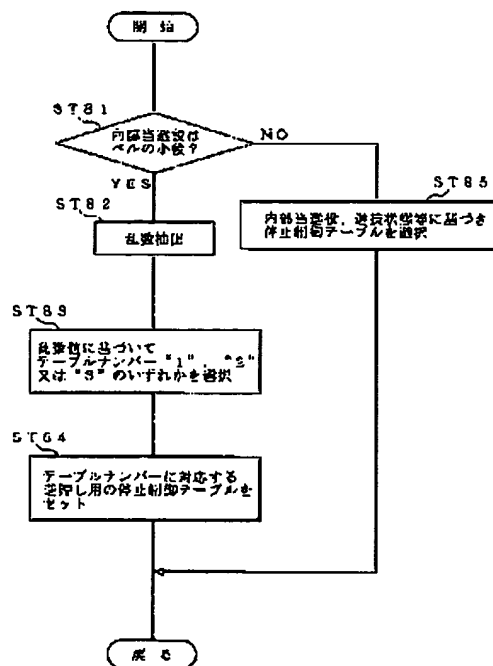 開始
ST81
内部当選役は
ベルの小役?
NO
YES
ST82
乱数抽出
ST85
内部当選役、遊技状態等に基づき
停止制御テーブルを選択
ST83
乱数値に基づいて
テーブルナンバー"1"、"2"
又は"3"のいずれかを選択
ST84
テーブルナンバーに対応する
逆押し用の停止制御テーブルを
セット
戻る